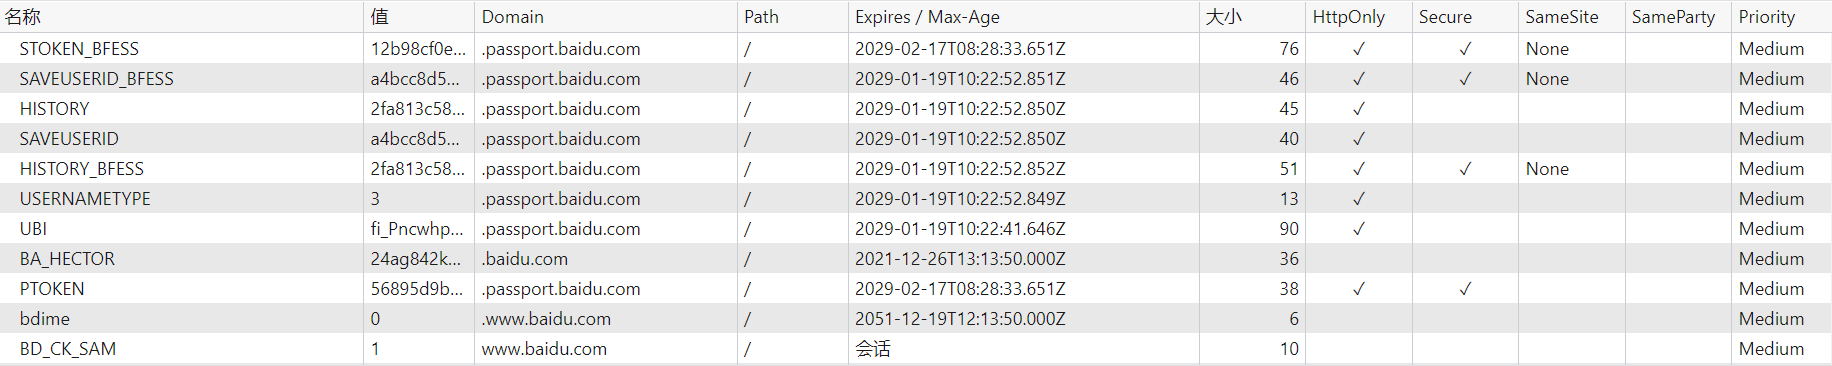 名称 值 Domain Path Expires / Max-Age 大小 HttpOnly Secure SameSite SameParty Priority
STOKEN_BFESS 12b98cf0e... .passport.baidu.com / 2029-02-17T08:28:33.651Z 76 ✓ ✓ None Medium
SAVEUSERID_BFESS a4bcc8d5... .passport.baidu.com / 2029-01-19T10:22:52.851Z 46 ✓ ✓ None Medium
HISTORY 2fa813c58... .passport.baidu.com / 2029-01-19T10:22:52.850Z 45 ✓ Medium
SAVEUSERID a4bcc8d5... .passport.baidu.com / 2029-01-19T10:22:52.850Z 40 ✓ Medium
HISTORY_BFESS 2fa813c58... .passport.baidu.com / 2029-01-19T10:22:52.852Z 51 ✓ ✓ None Medium
USERNAMETYPE 3 .passport.baidu.com / 2029-01-19T10:22:52.849Z 13 ✓ Medium
UBI fi_Pncwhp... .passport.baidu.com / 2029-01-19T10:22:41.646Z 90 ✓ Medium
BA_HECTOR 24ag842k... .baidu.com / 2021-12-26T13:13:50.000Z 36 Medium
PTOKEN 56895d9b... .passport.baidu.com / 2029-02-17T08:28:33.651Z 38 ✓ ✓ Medium
bdime 0 .www.baidu.com / 2051-12-19T12:13:50.000Z 6 Medium
BD_CK_SAM 1 www.baidu.com / 会话 10 Medium